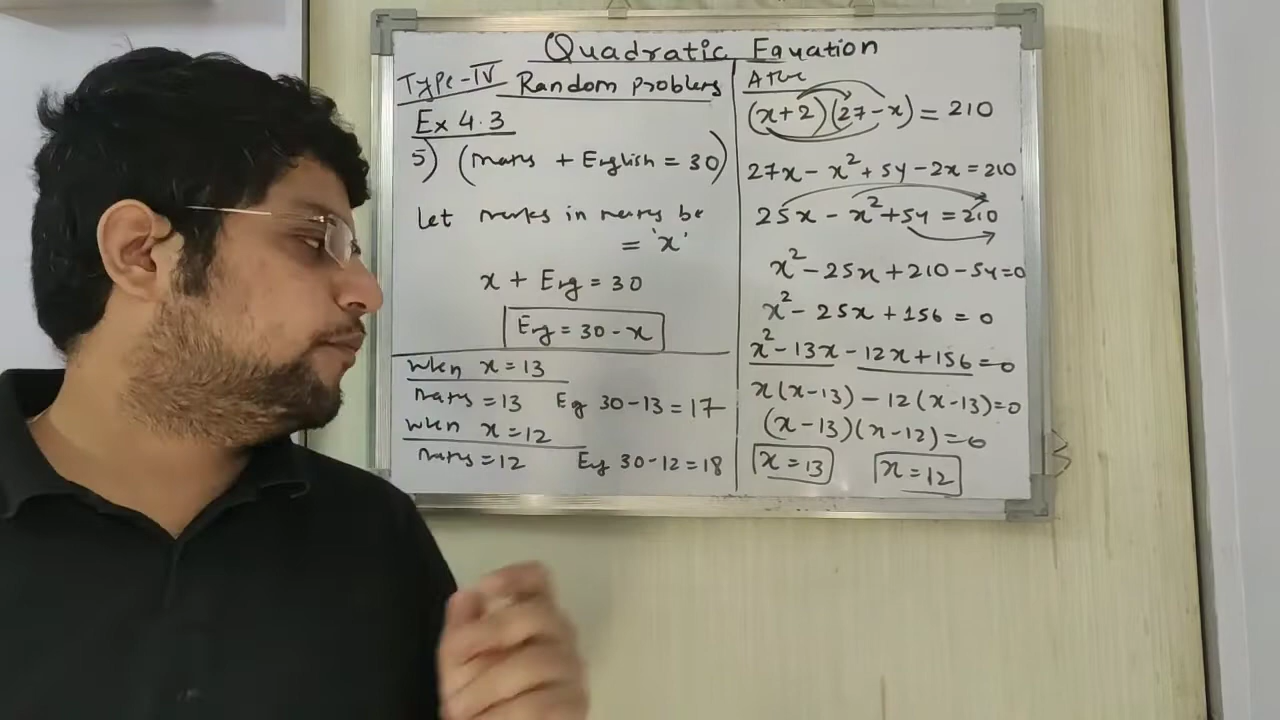 Quadratic Equation
Type-IV Random problems
Ex 4.3
5) (Maths + English = 30)
Let marks in maths be
= 'x'
x + Eng = 30
Eng = 30 - x
When x = 13
Maths = 13 Eng 30-13 = 17
When x = 12
Maths = 12 Eng 30-12 = 18
(x+2)(27-x) = 210
27x - x² + 54 - 2x = 210
25x - x² + 54 = 210
x² - 25x + 210 - 54 = 0
x² - 25x + 156 = 0
x² - 13x - 12x + 156 = 0
x(x-13) - 12(x-13) = 0
(x-13)(x-12) = 0
x = 13 x = 12